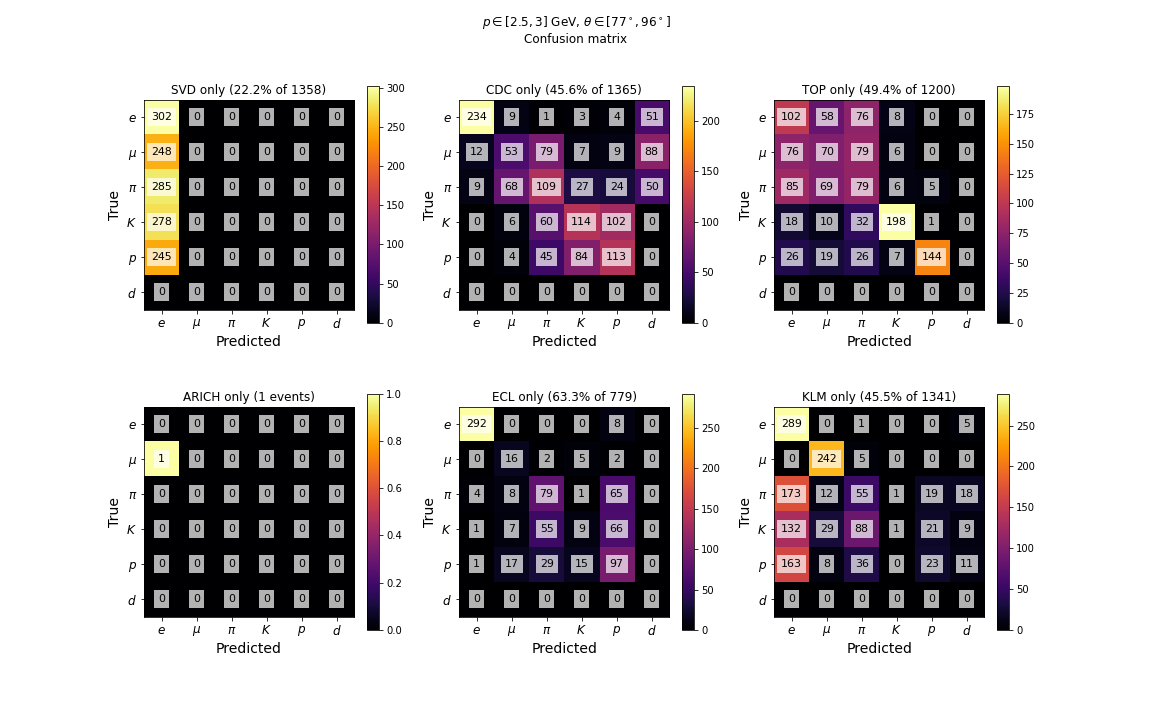 p ∈ [2.5, 3] GeV, θ ∈ [77°, 96°]
Confusion matrix
SVD only (22.2% of 1358)
True
e 302 0 0 0 0 0
μ 248 0 0 0 0 0
π 285 0 0 0 0 0
K 278 0 0 0 0 0
p 245 0 0 0 0 0
d 0 0 0 0 0 0
e μ π K p d
Predicted
300
250
200
150
100
50
0
CDC only (45.6% of 1365)
True
e 234 9 1 3 4 51
μ 12 53 79 7 9 88
π 9 68 109 27 24 50
K 0 6 60 114 102 0
p 0 4 45 84 113 0
d 0 0 0 0 0 0
e μ π K p d
Predicted
200
150
100
50
0
TOP only (49.4% of 1200)
True
e 102 58 76 8 0 0
μ 76 70 79 6 0 0
π 85 69 79 6 5 0
K 18 10 32 198 1 0
p 26 19 26 7 144 0
d 0 0 0 0 0 0
e μ π K p d
Predicted
175
150
125
100
75
50
25
0
ARICH only (1 events)
True
e 0 0 0 0 0 0
μ 1 0 0 0 0 0
π 0 0 0 0 0 0
K 0 0 0 0 0 0
p 0 0 0 0 0 0
d 0 0 0 0 0 0
e μ π K p d
Predicted
1.0
0.8
0.6
0.4
0.2
0.0
ECL only (63.3% of 779)
True
e 292 0 0 0 8 0
μ 0 16 2 5 2 0
π 4 8 79 1 65 0
K 1 7 55 9 66 0
p 1 17 29 15 97 0
d 0 0 0 0 0 0
e μ π K p d
Predicted
250
200
150
100
50
0
KLM only (45.5% of 1341)
True
e 289 0 1 0 0 5
μ 0 242 5 0 0 0
π 173 12 55 1 19 18
K 132 29 88 1 21 9
p 163 8 36 0 23 11
d 0 0 0 0 0 0
e μ π K p d
Predicted
250
200
150
100
50
0